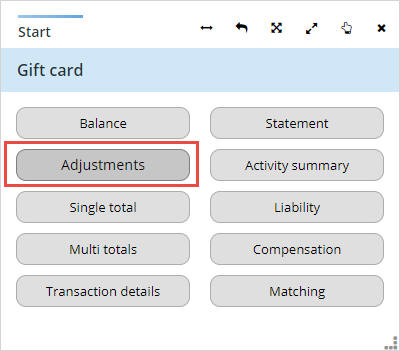 Start
Gift card
Balance
Statement
Adjustments
Activity summary
Single total
Liability
Multi totals
Compensation
Transaction details
Matching